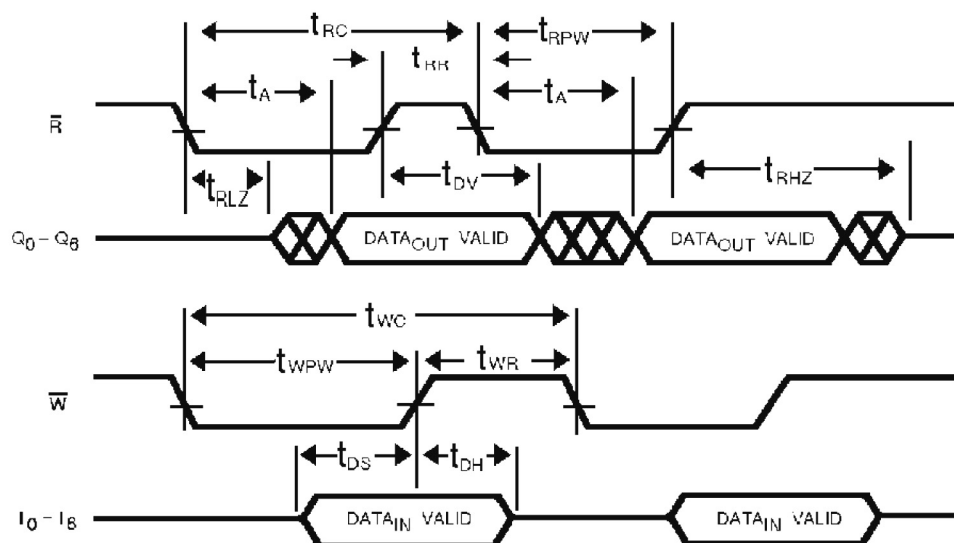 tRC
tRPW
tRR
tA
tA
R̅
tRLZ
tDV
tRHZ
Q0 – Q8
DATAOUT VALID
DATAOUT VALID
tWC
tWPW
tWR
W̅
tDS
tDH
I0 – I8
DATAIN VALID
DATAIN VALID